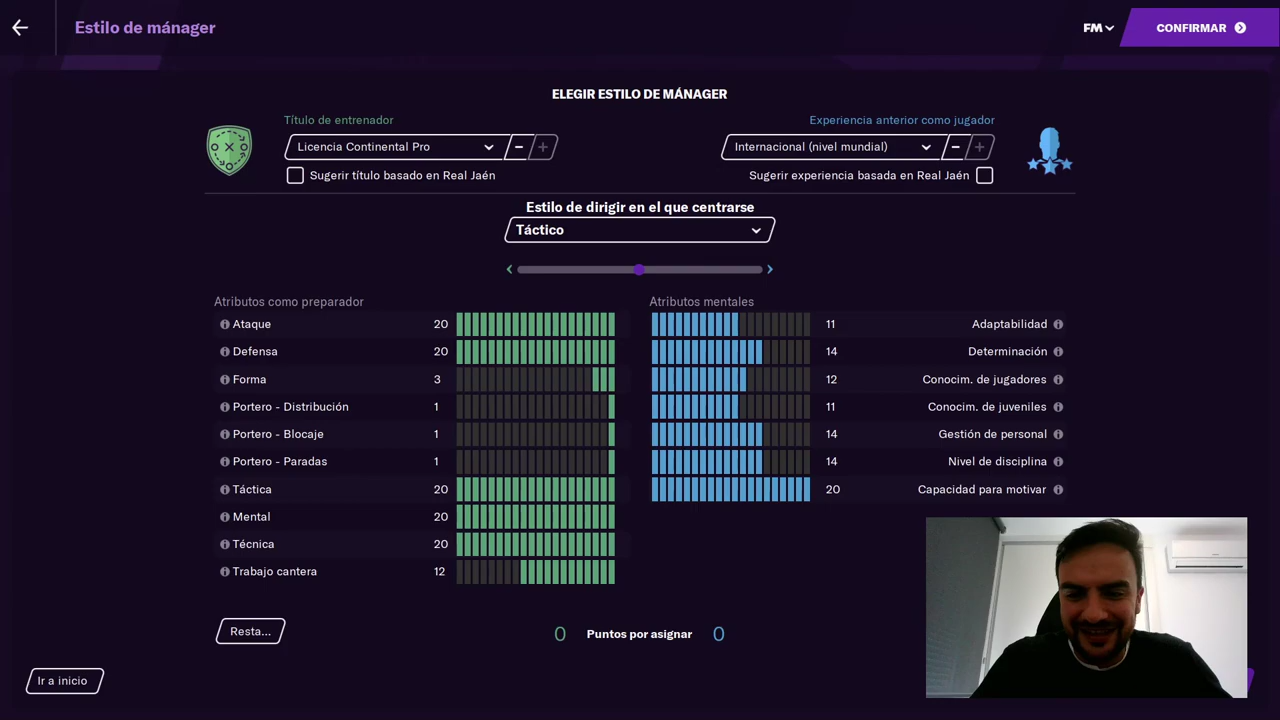 Estilo de mánager
FM
CONFIRMAR
ELEGIR ESTILO DE MÁNAGER
Título de entrenador
Experiencia anterior como jugador
Licencia Continental Pro
Internacional (nivel mundial)
Sugerir título basado en Real Jaén
Sugerir experiencia basada en Real Jaén
Estilo de dirigir en el que centrarse
Táctico
Atributos como preparador
Atributos mentales
Ataque 20
11 Adaptabilidad
Defensa 20
14 Determinación
Forma 3
12 Conocim. de jugadores
Portero - Distribución 1
11 Conocim. de juveniles
Portero - Blocaje 1
14 Gestión de personal
Portero - Paradas 1
14 Nivel de disciplina
Táctica 20
20 Capacidad para motivar
Mental 20
Técnica 20
Trabajo cantera 12
Resta...
0 Puntos por asignar 0
Ir a inicio